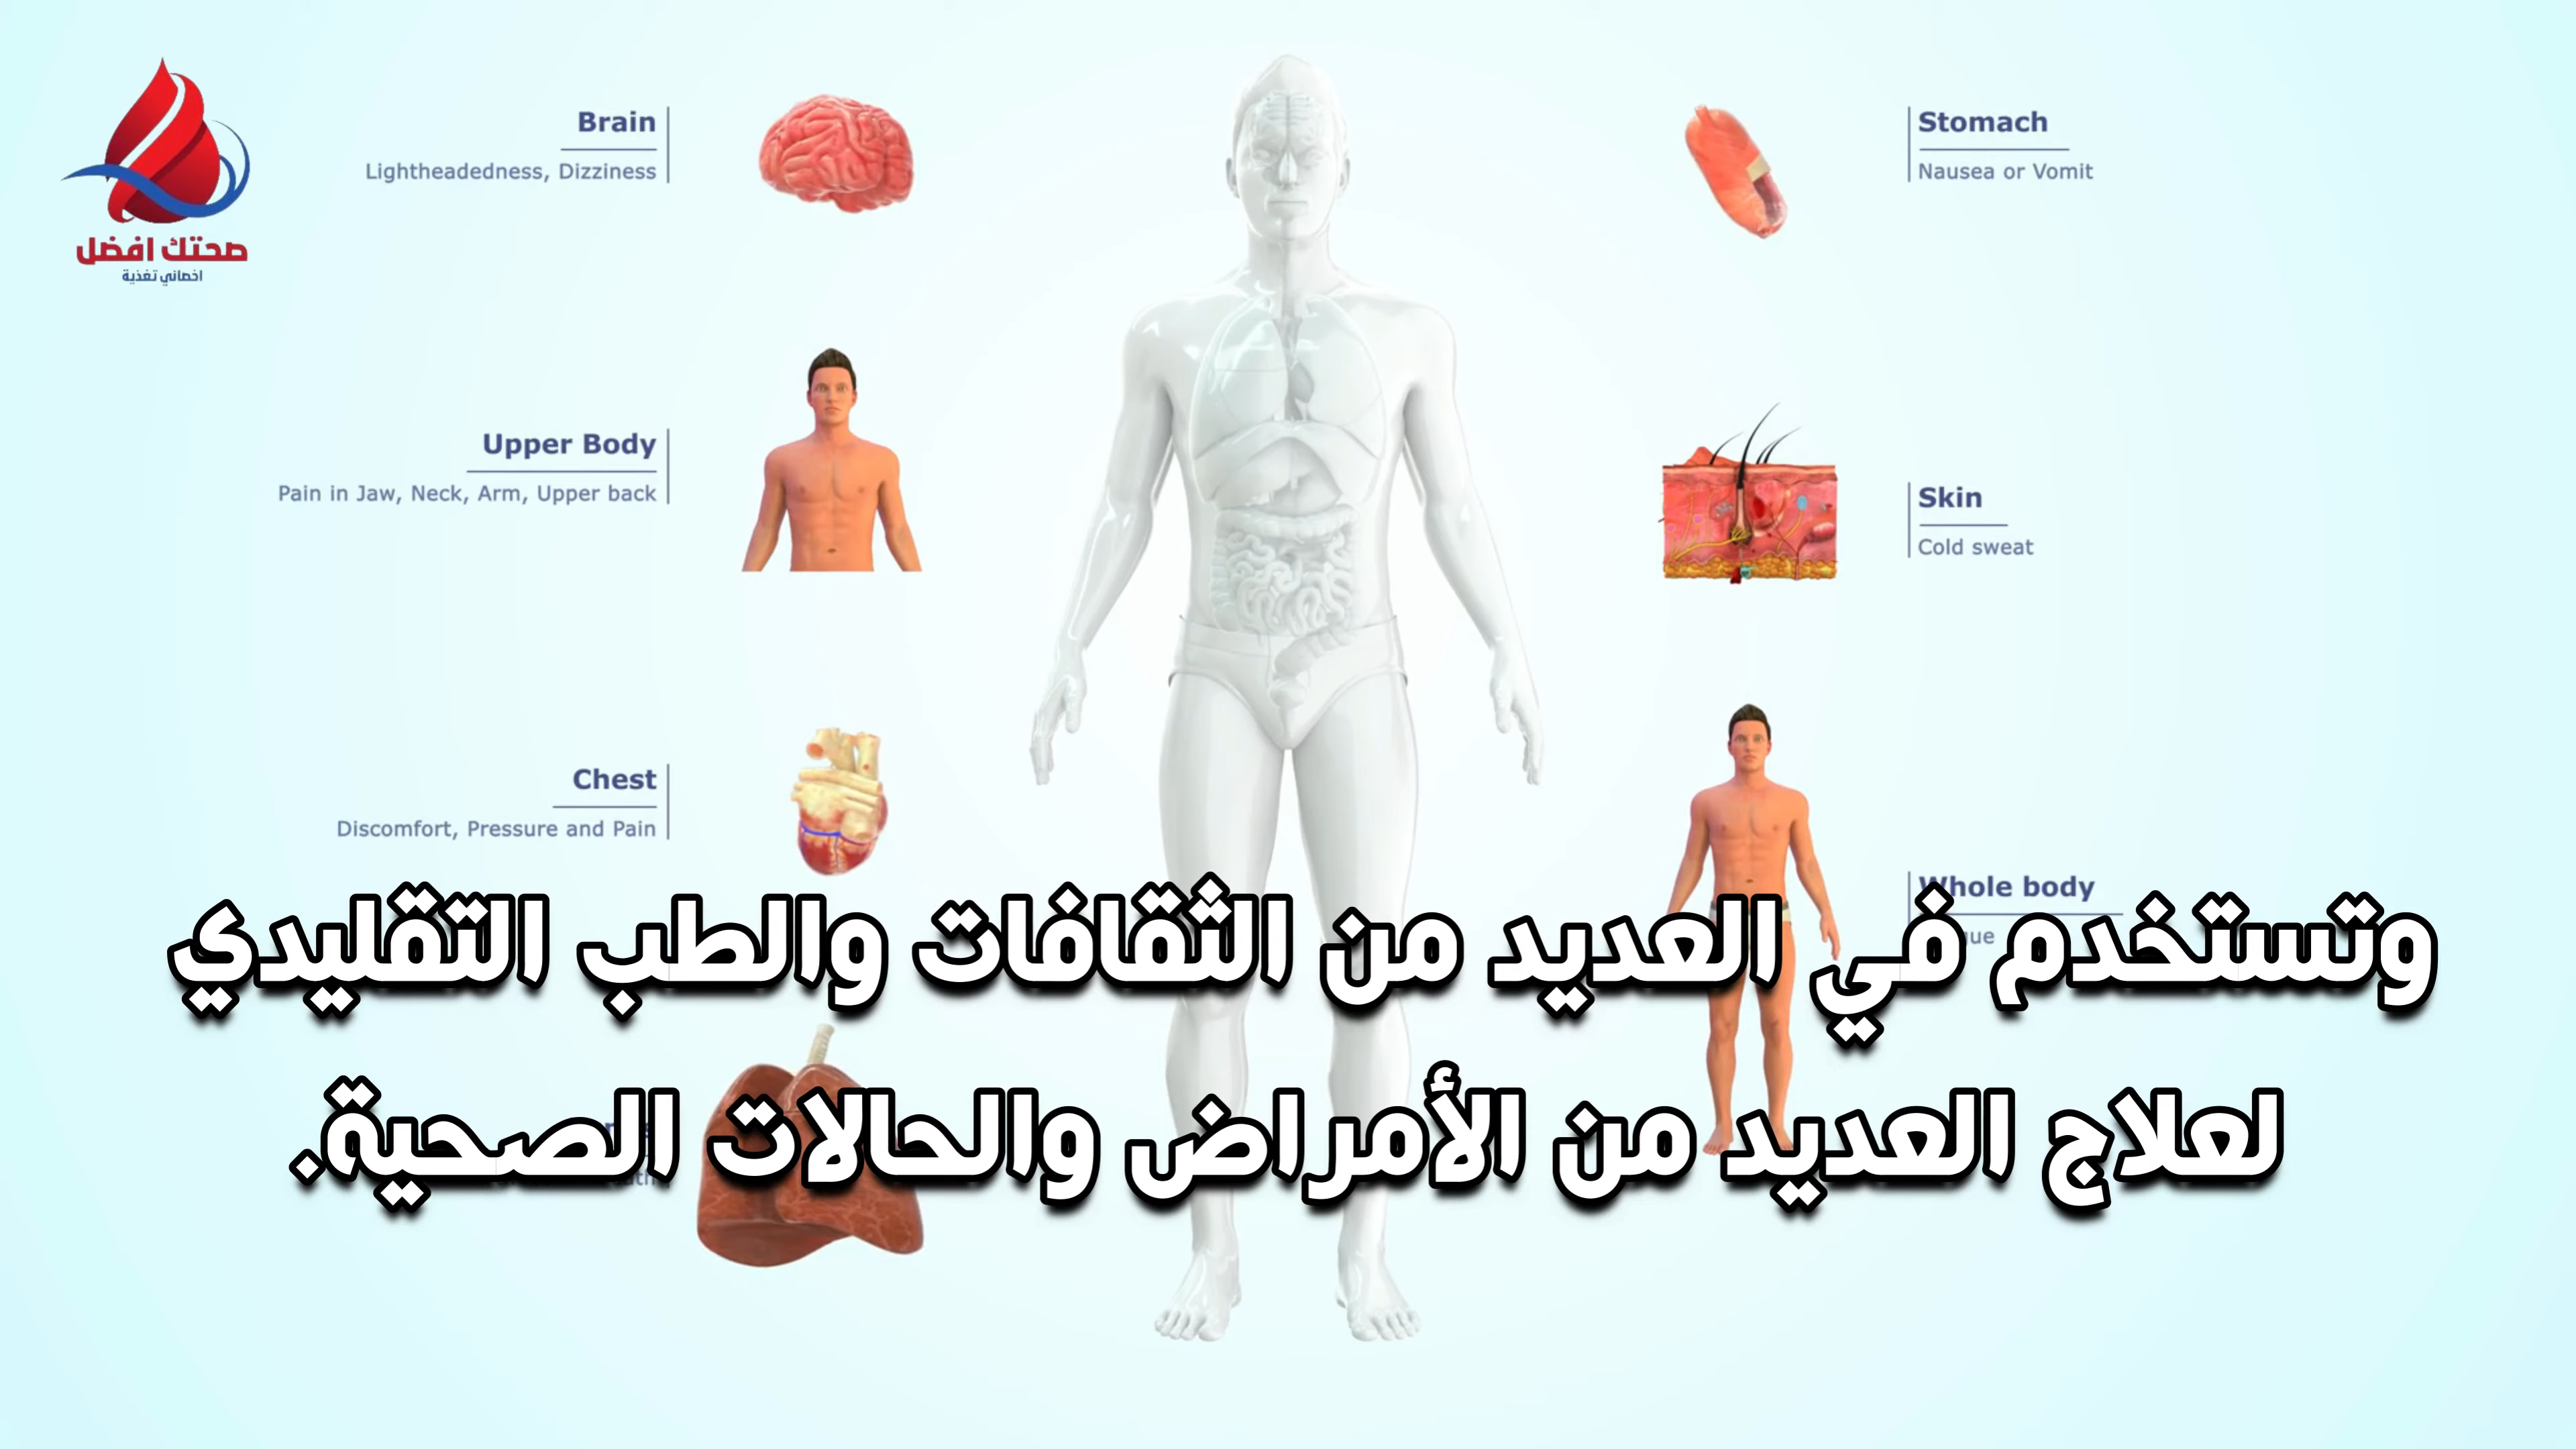 صحتك افضل
اخصائي تغذية
Brain
Lightheadedness, Dizziness
Upper Body
Pain in Jaw, Neck, Arm, Upper back
Chest
Discomfort, Pressure and Pain
Stomach
Nausea or Vomit
Skin
Cold sweat
Whole body
وتستخدم في العديد من الثقافات والطب التقليدي
لعلاج العديد من الأمراض والحالات الصحية.